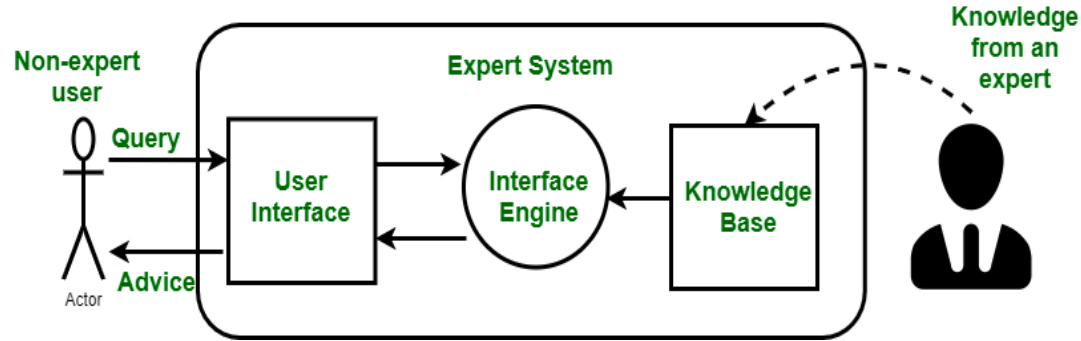 Knowledge
from an
expert
Non-expert
user
Expert System
Query
User
Interface
Interface
Engine
Knowledge
Base
Advice
Actor